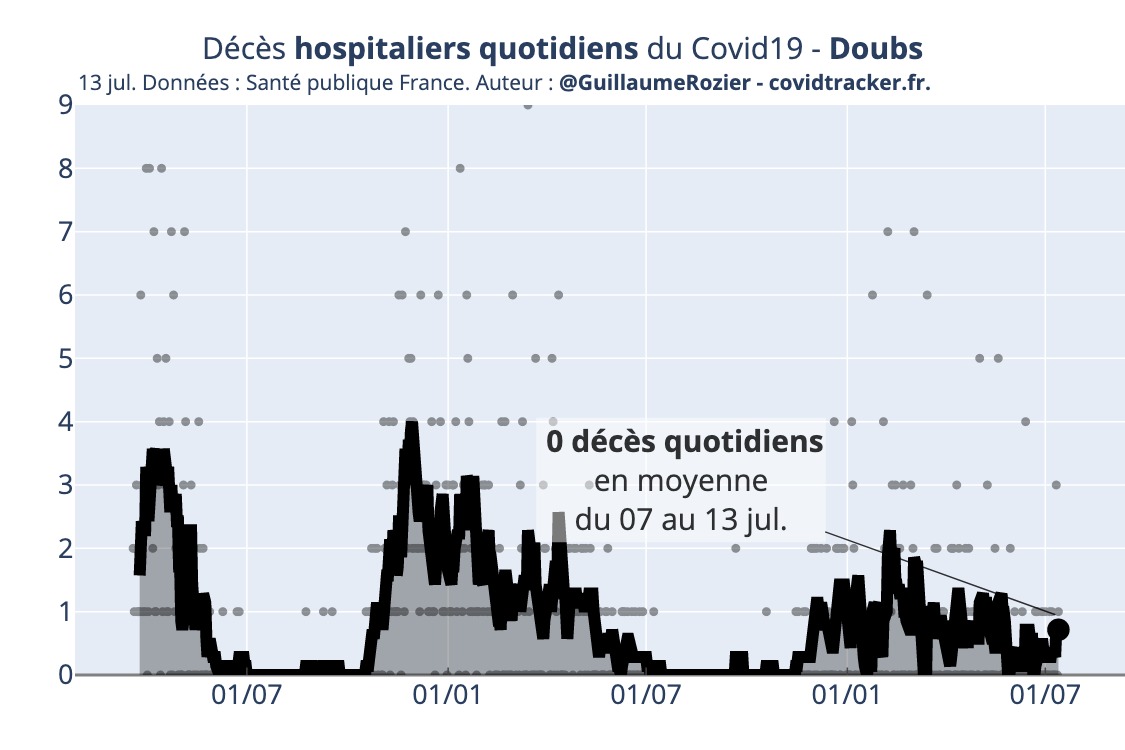 Décès hospitaliers quotidiens du Covid19 - Doubs
13 jul. Données : Santé publique France. Auteur : @GuillaumeRozier - covidtracker.fr.
9
8
7
6
5
4
3
2
1
0
0 décès quotidiens
en moyenne
du 07 au 13 jul.
01/07 01/01 01/07 01/01 01/07